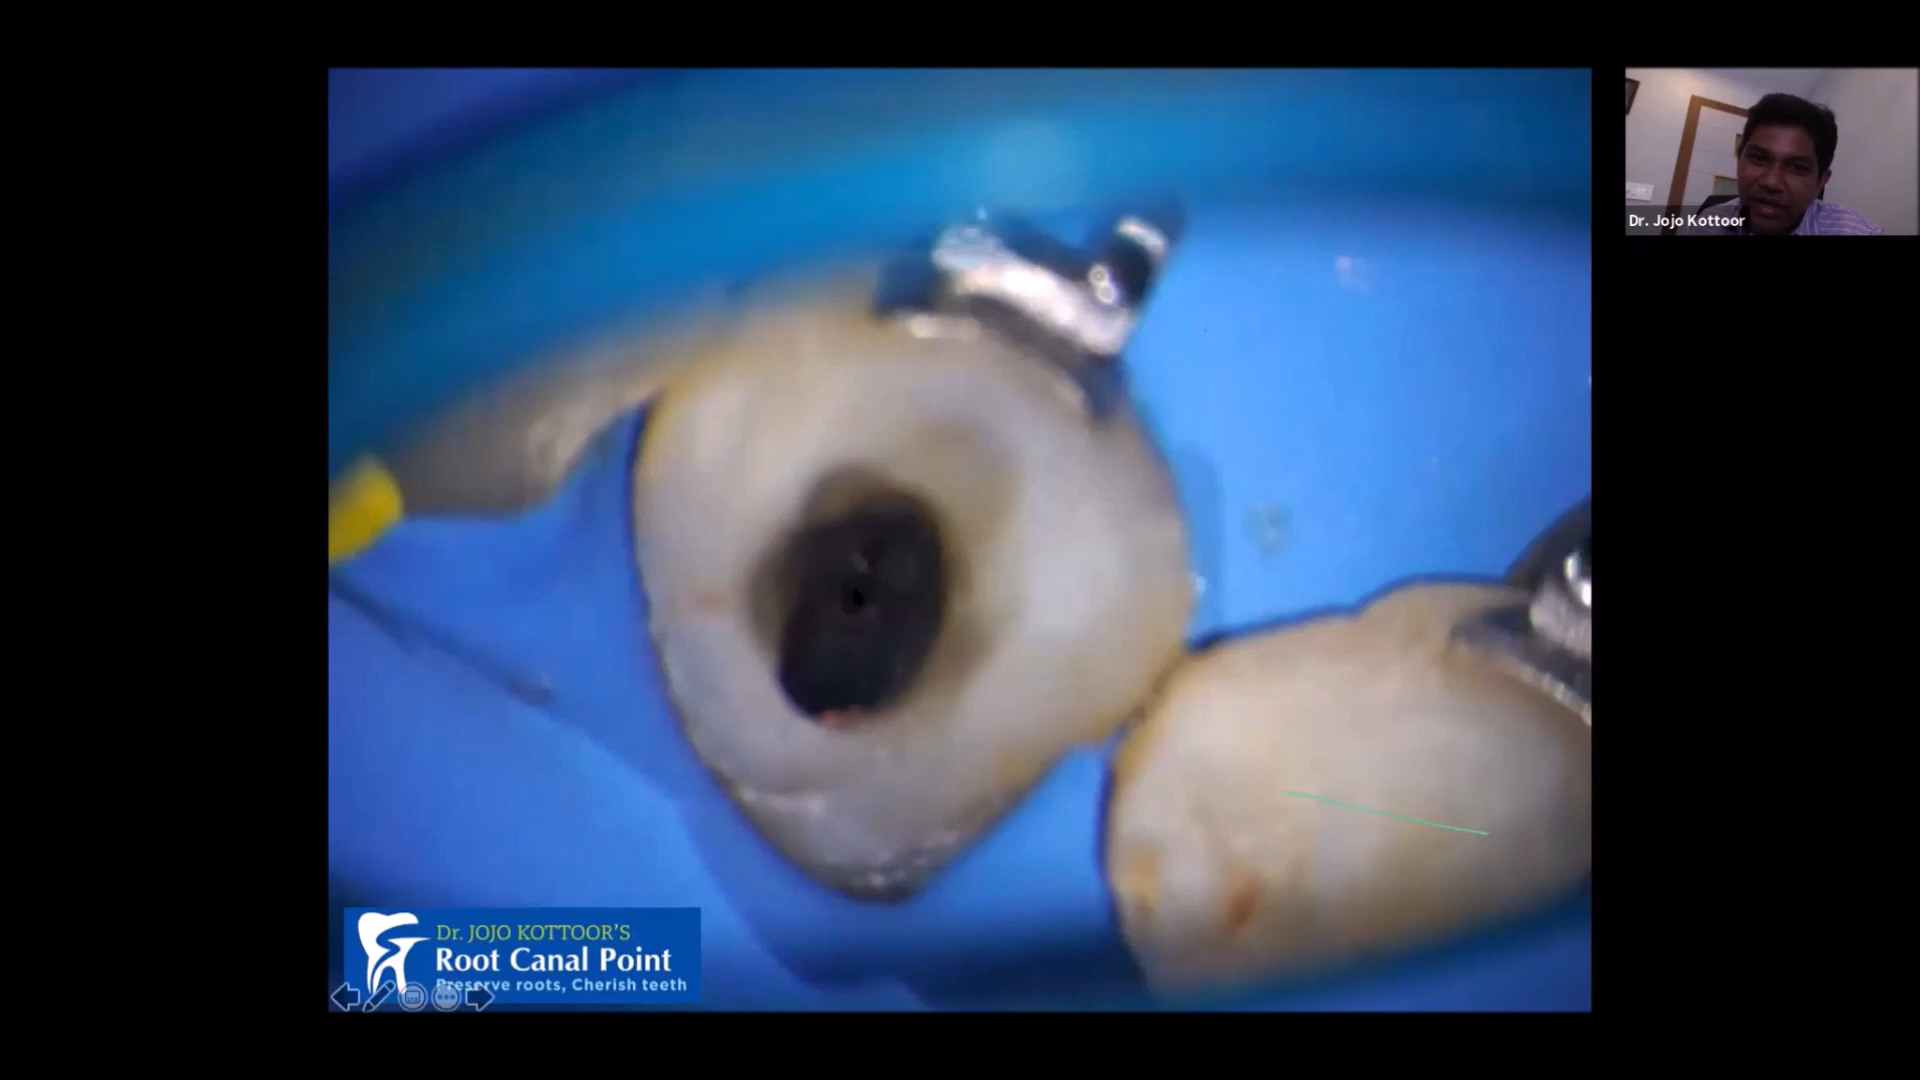 Dr. Jojo Kottoor
Dr. JOJO KOTTOOR'S
Root Canal Point
Preserve roots, Cherish teeth